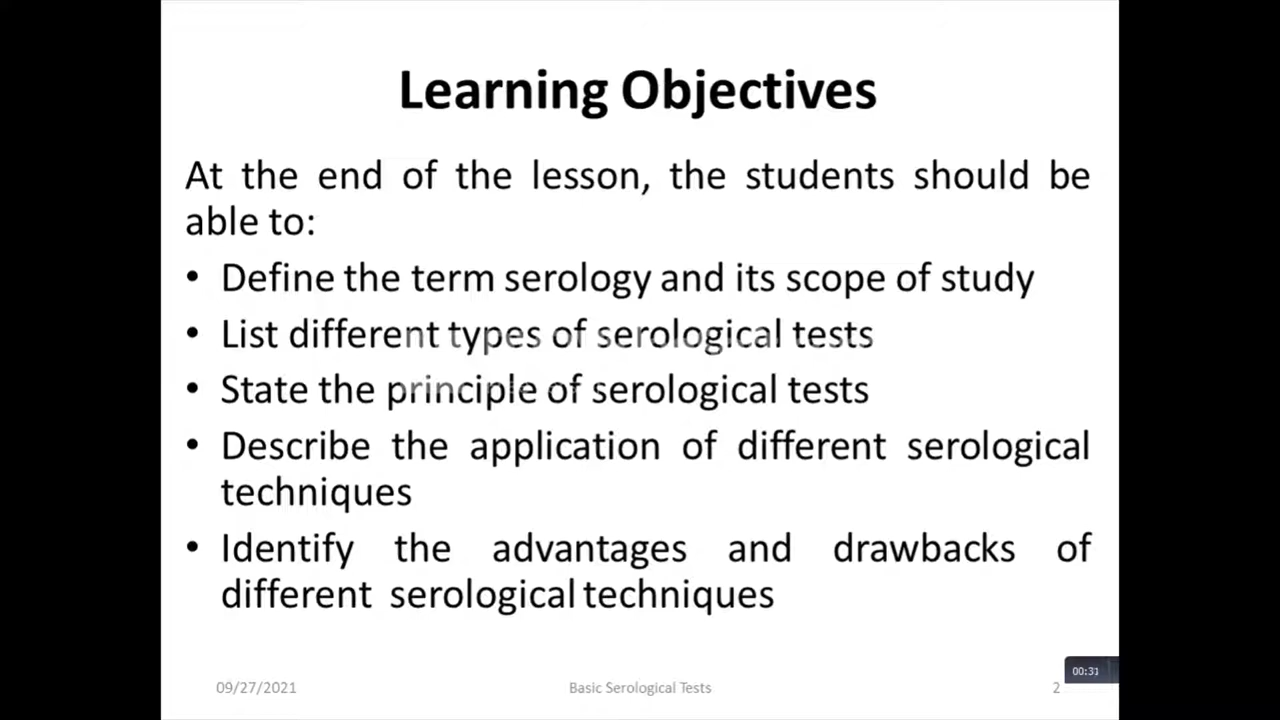 Learning Objectives
At the end of the lesson, the students should be
able to:
• Define the term serology and its scope of study
• List different types of serological tests
• State the principle of serological tests
• Describe the application of different serological
techniques
• Identify the advantages and drawbacks of
different serological techniques
00:31
09/27/2021 Basic Serological Tests 2